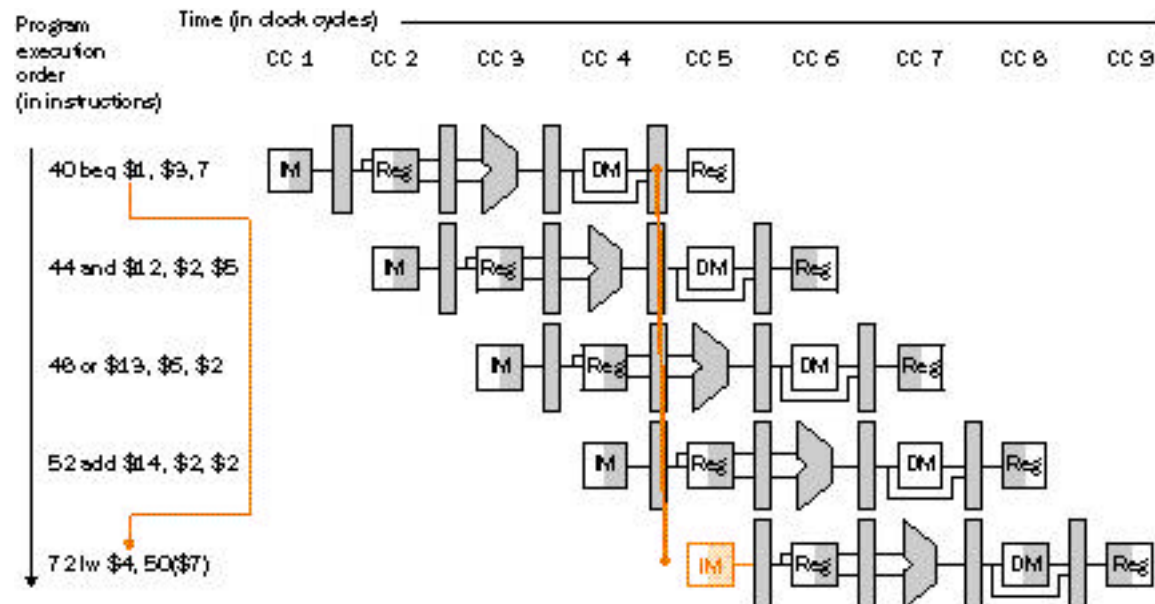 Program
execution
order
(in instructions)
Time (in clock cycles)
CC 1 CC 2 CC 3 CC 4 CC 5 CC 6 CC 7 CC 8 CC 9
40 beq $1, $3, 7
IM Reg DM Reg
44 and $12, $2, $5
IM Reg DM Reg
48 or $13, $6, $2
IM Reg DM Reg
52 add $14, $2, $2
IM Reg DM Reg
72 lw $4, 50($7)
IM Reg DM Reg